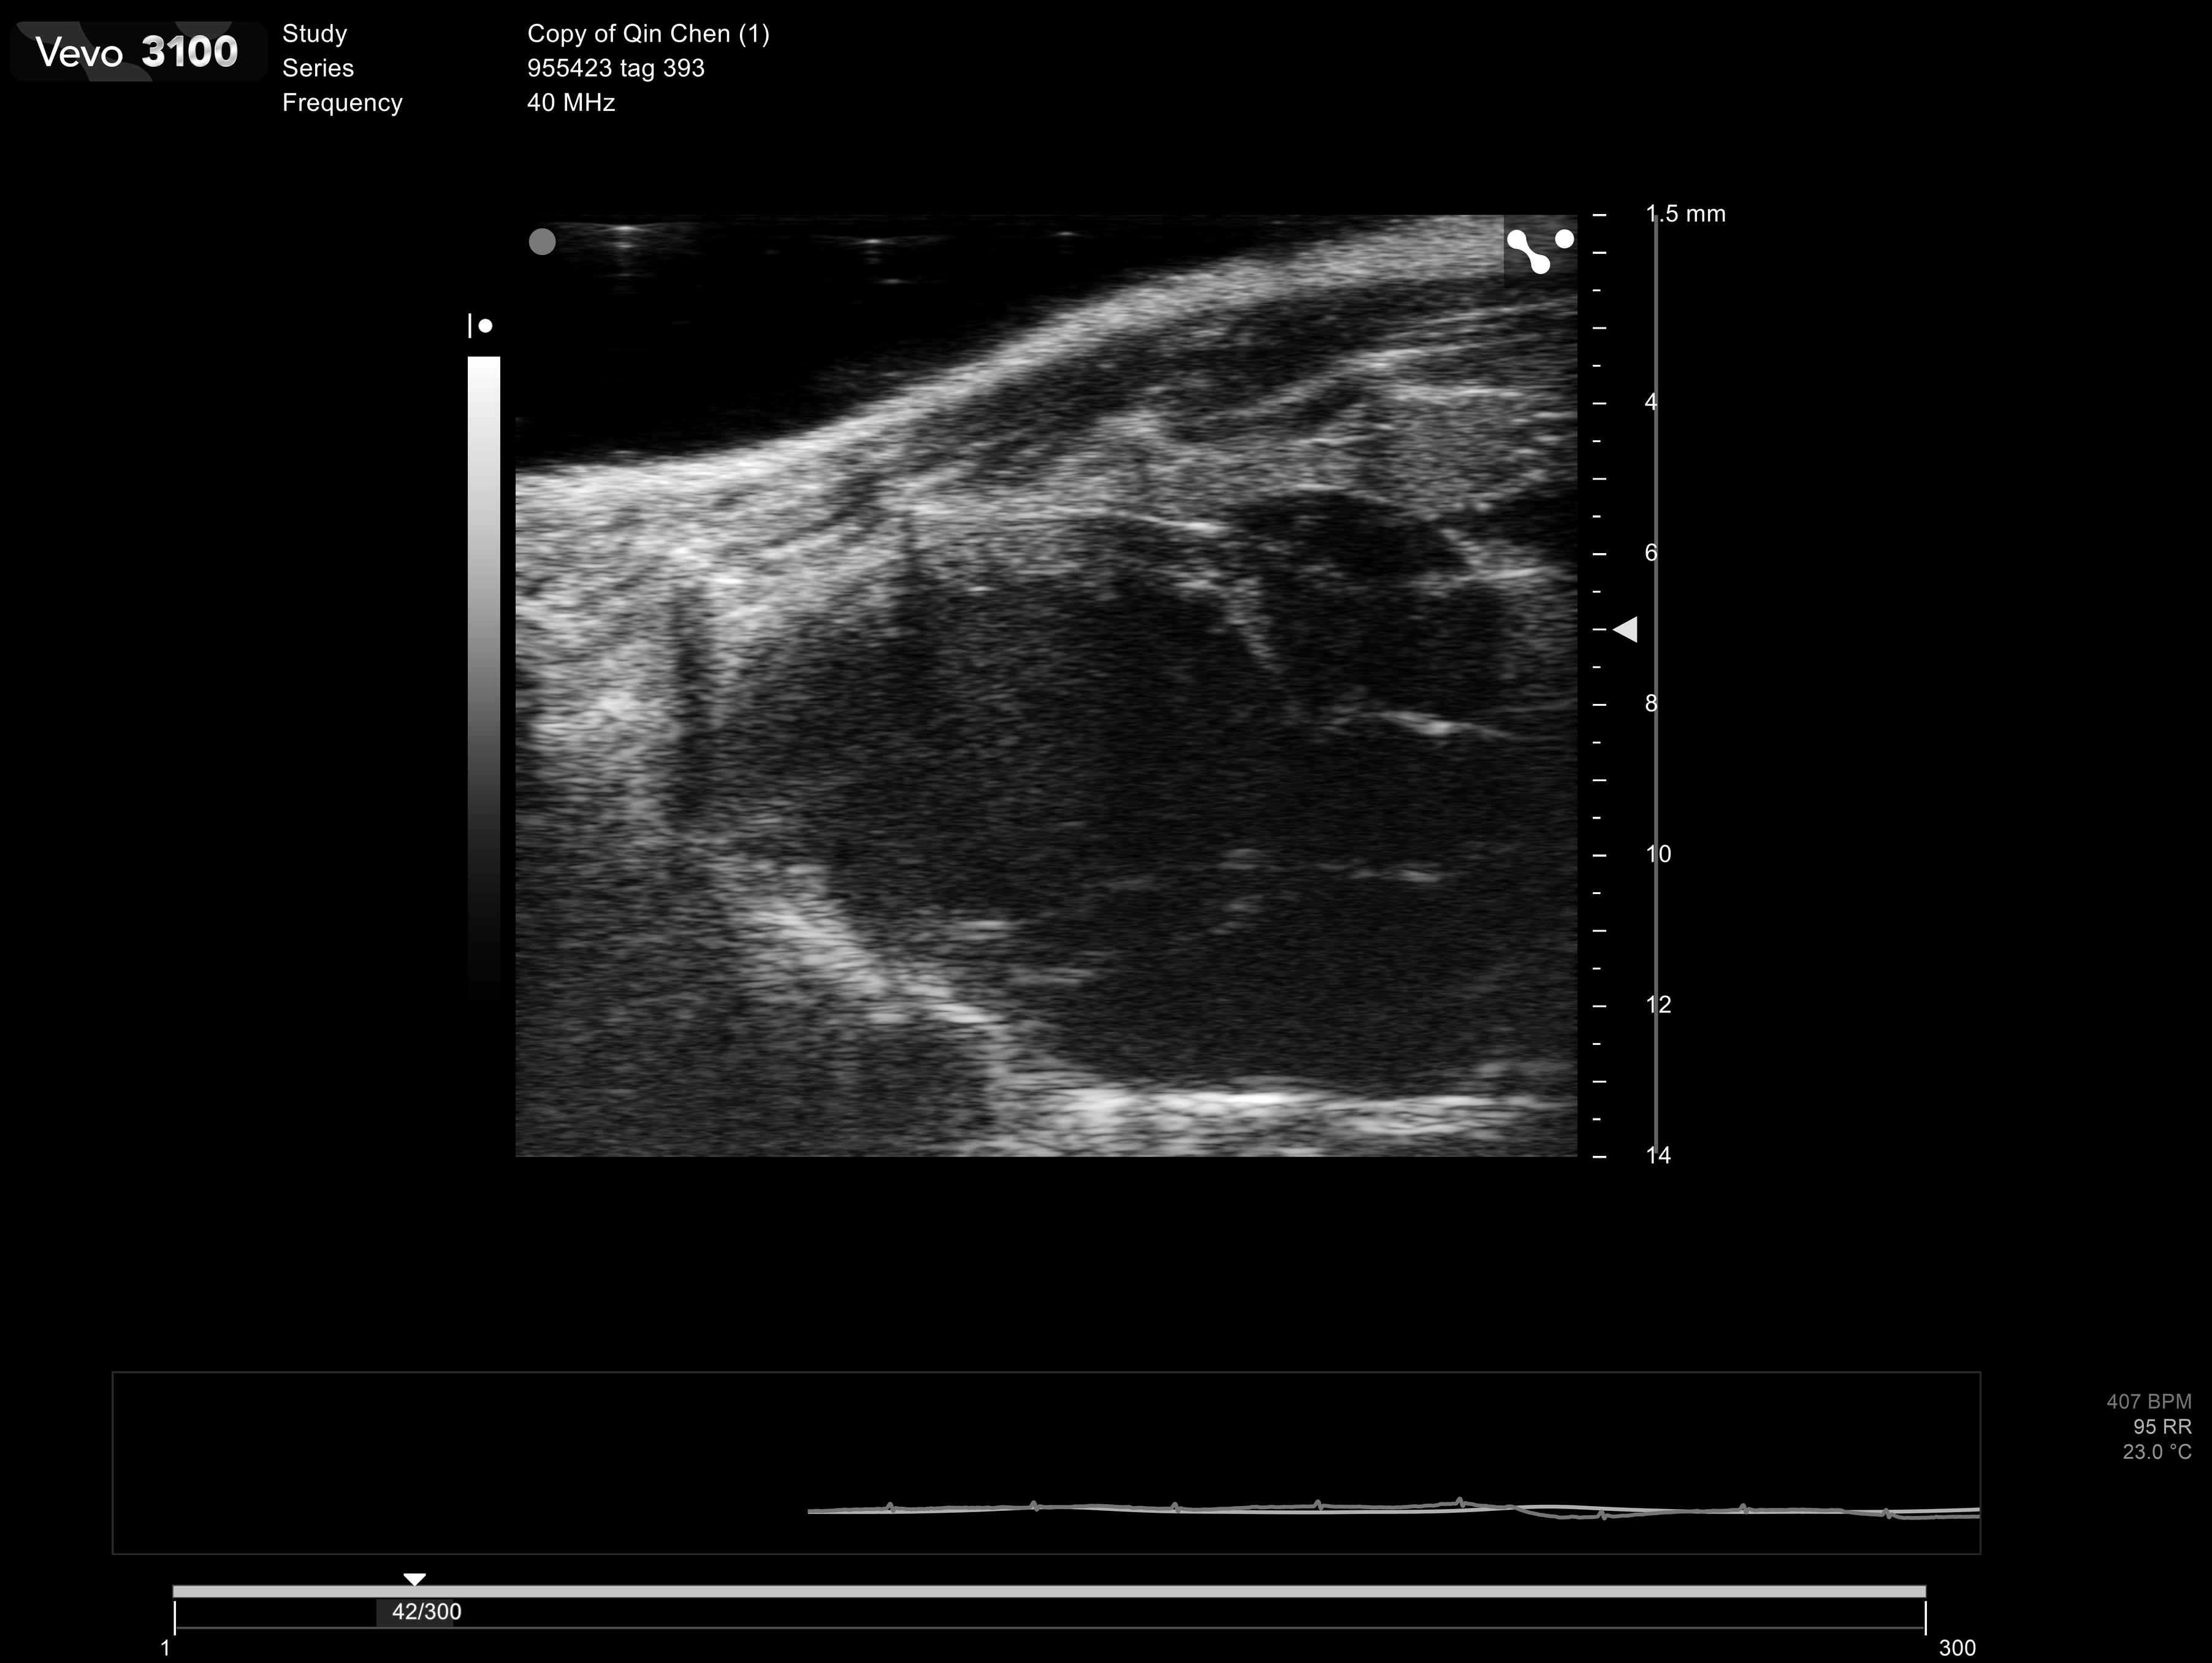 Vevo 3100
Study Copy of Qin Chen (1)
Series 955423 tag 393
Frequency 40 MHz
1.5 mm
4
6
8
10
12
14
407 BPM
95 RR
23.0 °C
42/300
1 300